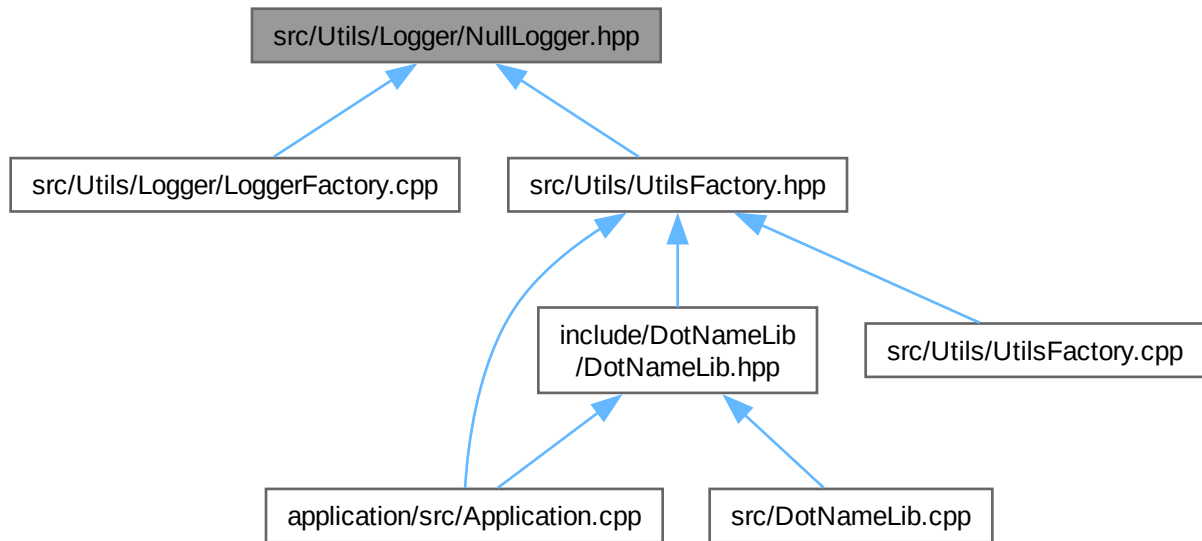 src/Utils/Logger/NullLogger.hpp
src/Utils/Logger/LoggerFactory.cpp
src/Utils/UtilsFactory.hpp
include/DotNameLib
/DotNameLib.hpp
src/Utils/UtilsFactory.cpp
application/src/Application.cpp
src/DotNameLib.cpp